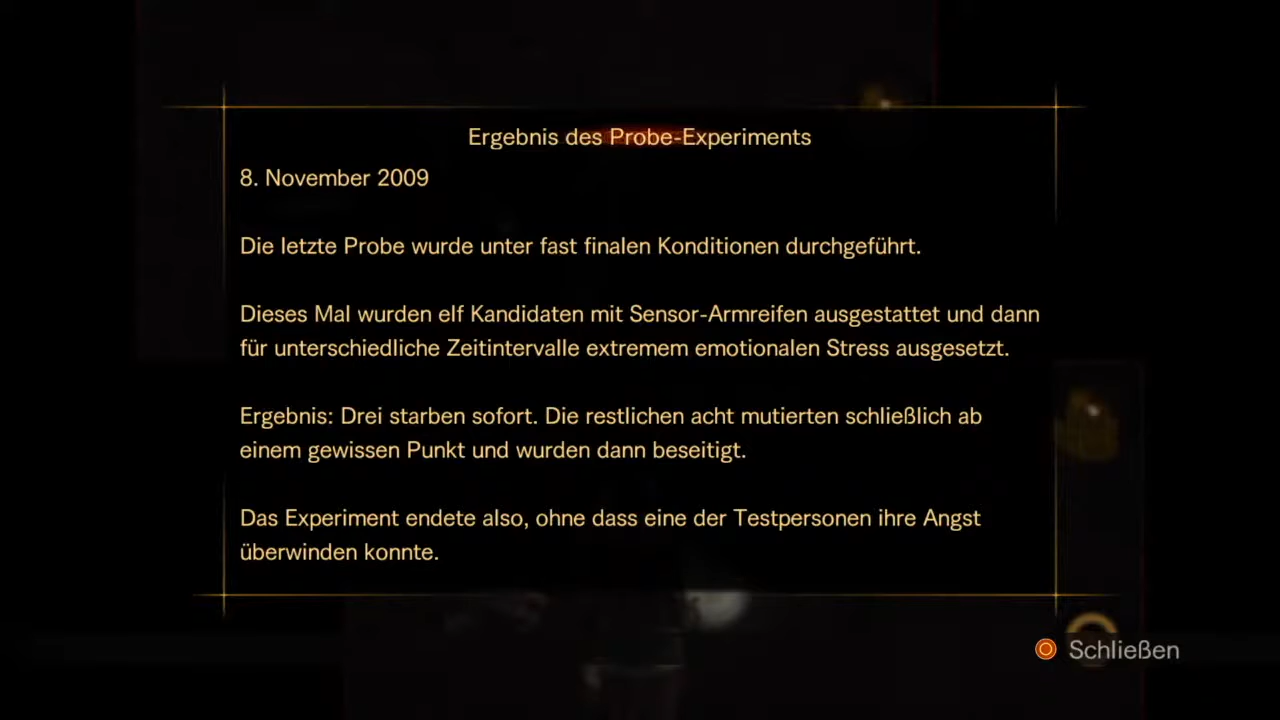 Ergebnis des Probe-Experiments
8. November 2009
Die letzte Probe wurde unter fast finalen Konditionen durchgeführt.
Dieses Mal wurden elf Kandidaten mit Sensor-Armreifen ausgestattet und dann
für unterschiedliche Zeitintervalle extremem emotionalen Stress ausgesetzt.
Ergebnis: Drei starben sofort. Die restlichen acht mutierten schließlich ab
einem gewissen Punkt und wurden dann beseitigt.
Das Experiment endete also, ohne dass eine der Testpersonen ihre Angst
überwinden konnte.
Schließen